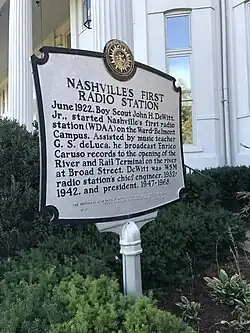 NASHVILLE'S FIRST
RADIO STATION
June 1922, Boy Scout John H. DeWitt,
Jr., started Nashville's first radio
station (WDAA) on the Ward-Belmont
Campus. Assisted by music teacher
G. S. deLuca, he broadcast Enrico
Caruso records to the opening of the
River and Rail Terminal on the river
at Broad Street. DeWitt was WSM
radio station's chief engineer, 1932-
1942, and president, 1947-1968.